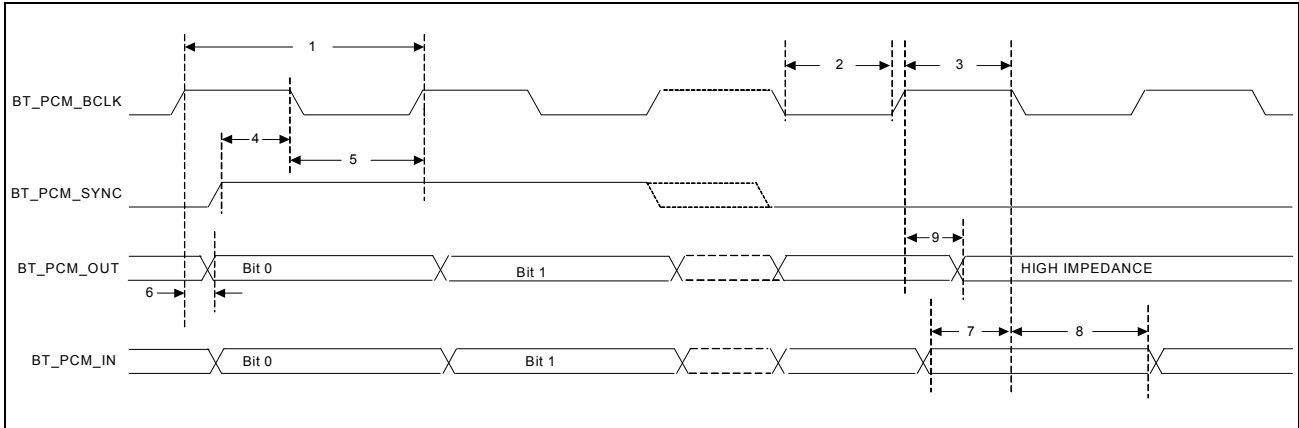 1
2
3
BT_PCM_BCLK
4
5
BT_PCM_SYNC
9
BT_PCM_OUT
Bit 0
Bit 1
HIGH IMPEDANCE
6
7
8
BT_PCM_IN
Bit 0
Bit 1